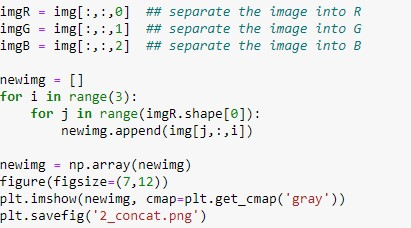 imgR = img[:,:,0]  ## separate the image into R
imgG = img[:,:,1]  ## separate the image into G
imgB = img[:,:,2]  ## separate the image into B

newimg = []
for i in range(3):
    for j in range(imgR.shape[0]):
        newimg.append(img[j,:,i])

newimg = np.array(newimg)
figure(figsize=(7,12))
plt.imshow(newimg, cmap=plt.get_cmap('gray'))
plt.savefig('2_concat.png')